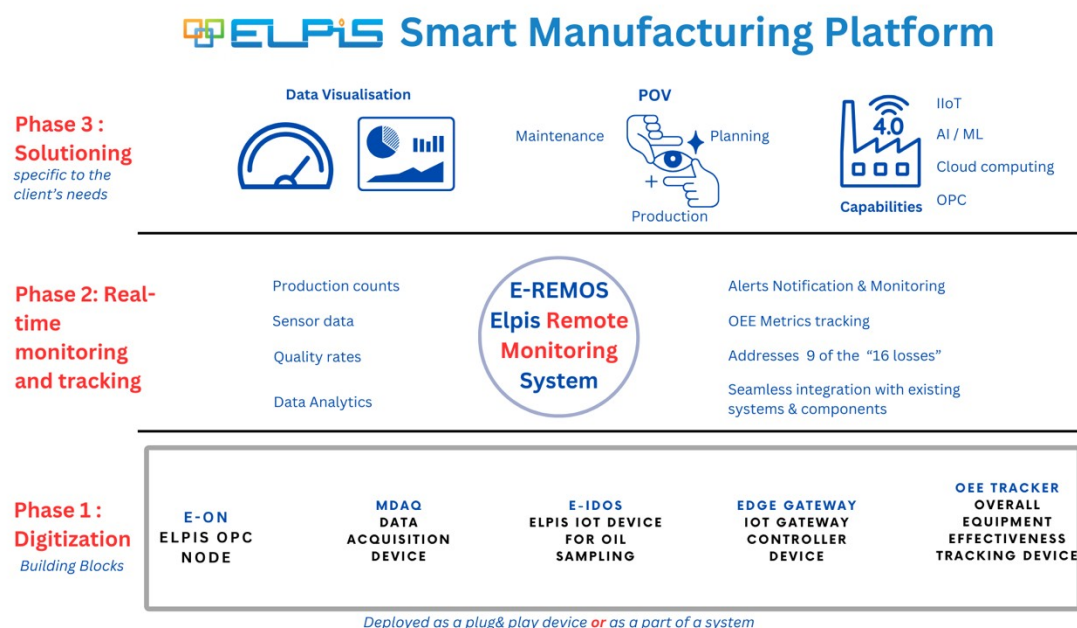 ELPIS Smart Manufacturing Platform
Phase 3 :
Solutioning
specific to the
client's needs
Data Visualisation
POV
Maintenance
Planning
Production
4.0
Capabilities
IIoT
AI / ML
Cloud computing
OPC
Phase 2: Real-
time
monitoring
and tracking
Production counts
Sensor data
Quality rates
Data Analytics
E-REMOS
Elpis Remote
Monitoring
System
Alerts Notification & Monitoring
OEE Metrics tracking
Addresses 9 of the “16 losses”
Seamless integration with existing
systems & components
Phase 1 :
Digitization
Building Blocks
E-ON
ELPIS OPC
NODE
MDAQ
DATA
ACQUISITION
DEVICE
E-IDOS
ELPIS IOT DEVICE
FOR OIL
SAMPLING
EDGE GATEWAY
IOT GATEWAY
CONTROLLER
DEVICE
OEE TRACKER
OVERALL
EQUIPMENT
EFFECTIVENESS
TRACKING DEVICE
Deployed as a plug& play device or as a part of a system